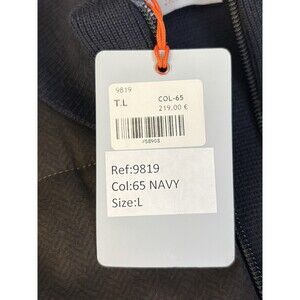 9819
T.L COL-65
219,00 €
Ref:9819
Col:65 NAVY
Size:L